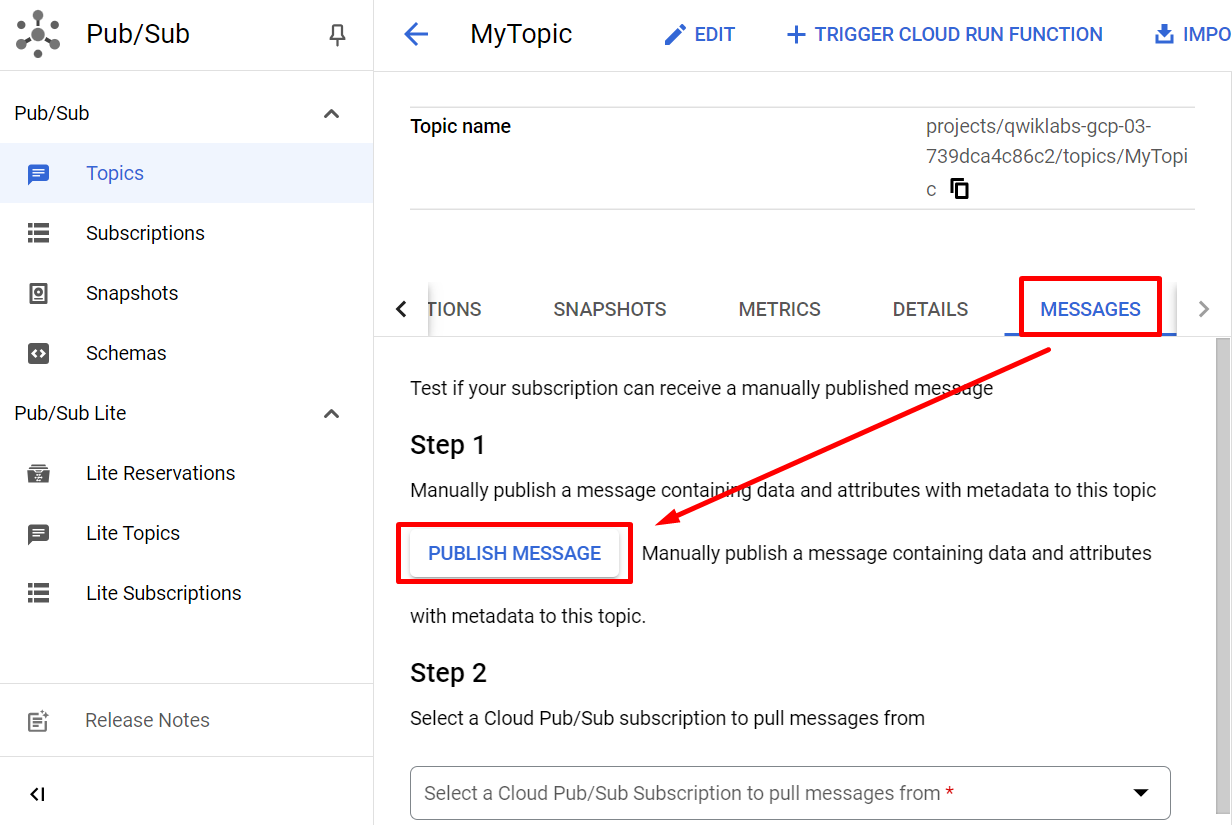 Pub/Sub
MyTopic
EDIT
TRIGGER CLOUD RUN FUNCTION
IMPO
Pub/Sub
Topics
Subscriptions
Snapshots
Schemas
Pub/Sub Lite
Lite Reservations
Lite Topics
Lite Subscriptions
Release Notes
Topic name
projects/qwiklabs-gcp-03-
739dca4c86c2/topics/MyTopi
c
TIONS
SNAPSHOTS
METRICS
DETAILS
MESSAGES
Test if your subscription can receive a manually published message
Step 1
Manually publish a message containing data and attributes with metadata to this topic
PUBLISH MESSAGE Manually publish a message containing data and attributes
with metadata to this topic.
Step 2
Select a Cloud Pub/Sub subscription to pull messages from
Select a Cloud Pub/Sub Subscription to pull messages from *